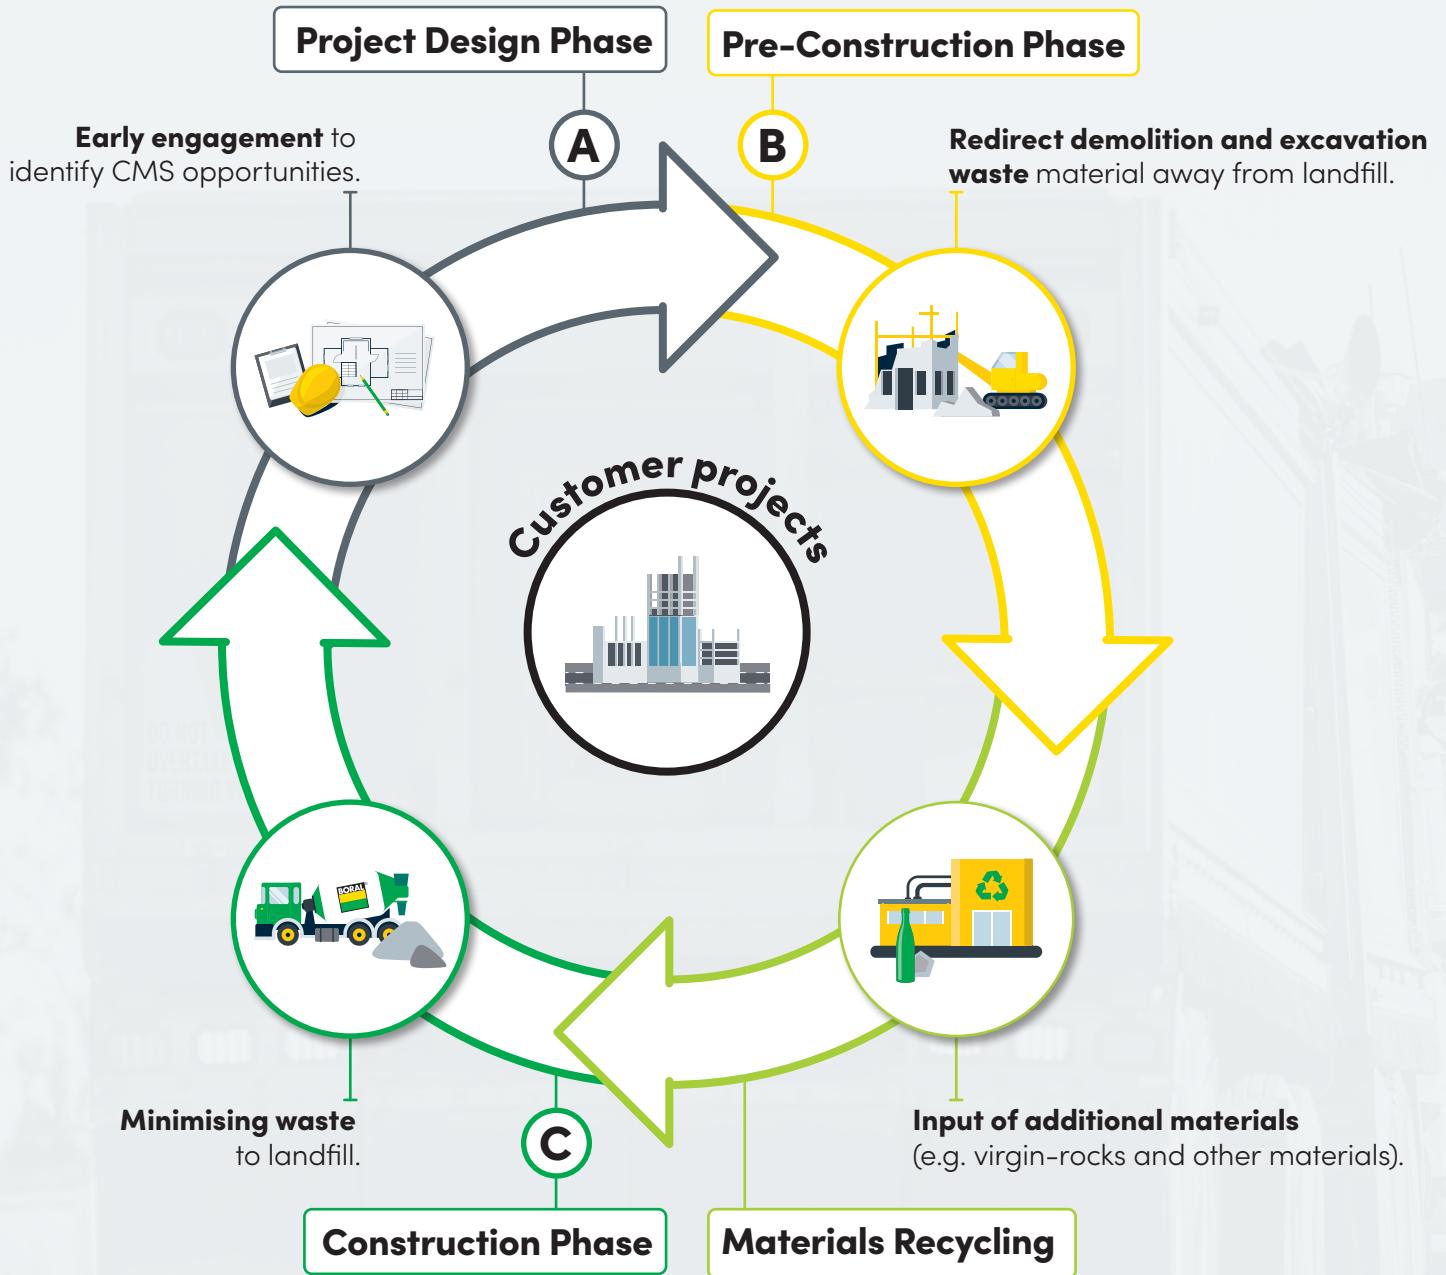 Project Design Phase
Pre-Construction Phase
A
B
Early engagement to
identify CMS opportunities.
Redirect demolition and excavation
waste material away from landfill.
Customer projects
BORAL
Minimising waste
to landfill.
C
Input of additional materials
(e.g. virgin-rocks and other materials).
Construction Phase
Materials Recycling